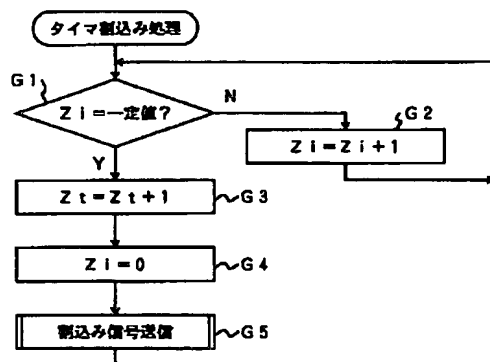 タイマ割込み処理
G1
Zi=一定値?
N
G2
Zi=Zi+1
Y
Zt=Zt+1
G3
Zi=0
G4
割込み信号送信
G5